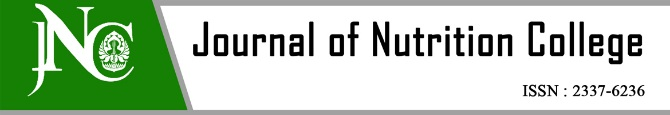 JNC
Journal of Nutrition College
ISSN : 2337-6236